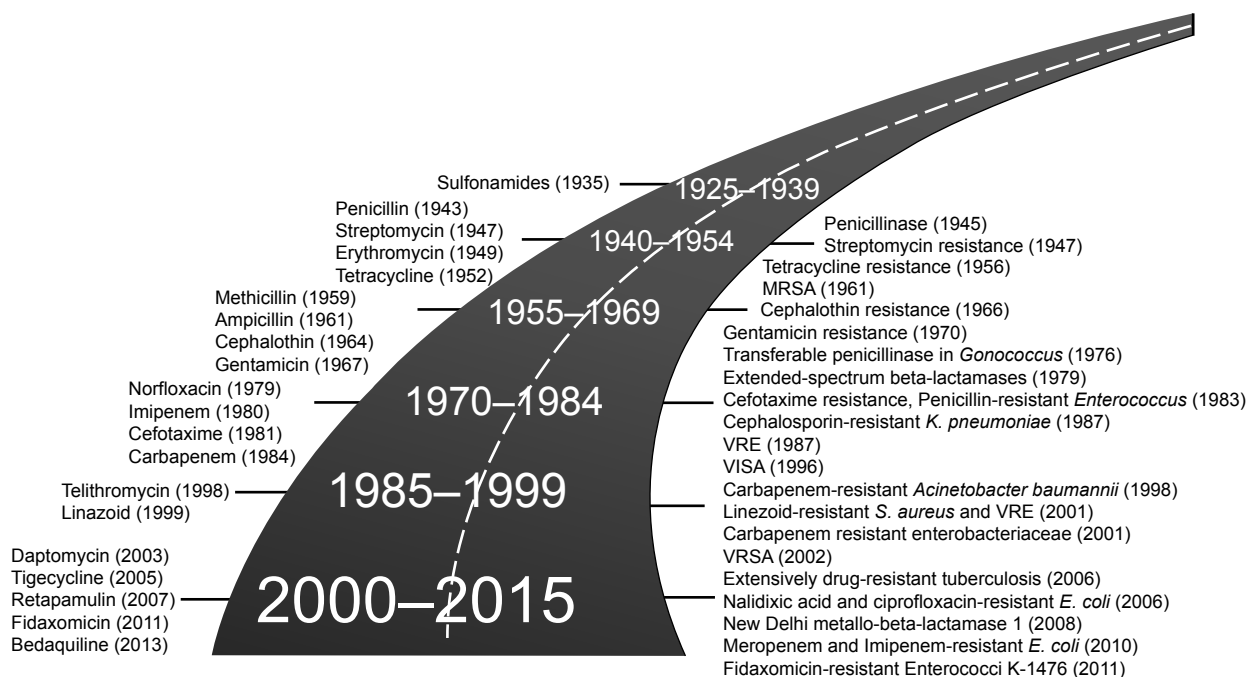 Sulfonamides (1935)
1925–1939
Penicillin (1943)
Streptomycin (1947)
Erythromycin (1949)
Tetracycline (1952)
1940–1954
Penicillinase (1945)
Streptomycin resistance (1947)
Methicillin (1959)
Ampicillin (1961)
Cephalothin (1964)
Gentamicin (1967)
1955–1969
Tetracycline resistance (1956)
MRSA (1961)
Cephalothin resistance (1966)
Norfloxacin (1979)
Imipenem (1980)
Cefotaxime (1981)
Carbapenem (1984)
1970–1984
Gentamicin resistance (1970)
Transferable penicillinase in Gonococcus (1976)
Extended-spectrum beta-lactamases (1979)
Cefotaxime resistance, Penicillin-resistant Enterococcus (1983)
Telithromycin (1998)
Linazoid (1999)
1985–1999
Cephalosporin-resistant K. pneumoniae (1987)
VRE (1987)
VISA (1996)
Carbapenem-resistant Acinetobacter baumannii (1998)
Linezoid-resistant S. aureus and VRE (2001)
Carbapenem resistant enterobacteriaceae (2001)
VRSA (2002)
Daptomycin (2003)
Tigecycline (2005)
Retapamulin (2007)
Fidaxomicin (2011)
Bedaquiline (2013)
2000–2015
Extensively drug-resistant tuberculosis (2006)
Nalidixic acid and ciprofloxacin-resistant E. coli (2006)
New Delhi metallo-beta-lactamase 1 (2008)
Meropenem and Imipenem-resistant E. coli (2010)
Fidaxomicin-resistant Enterococci K-1476 (2011)